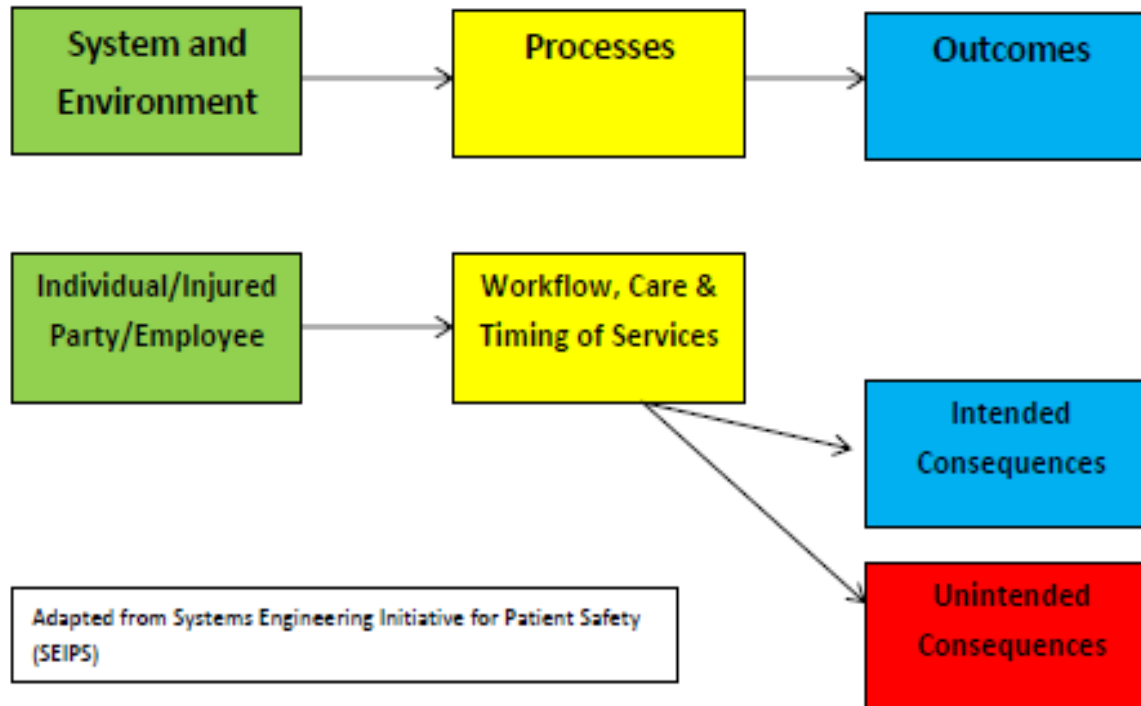 System and
Environment
Processes
Outcomes
Individual/Injured
Party/Employee
Workflow, Care &
Timing of Services
Intended
Consequences
Unintended
Consequences
Adapted from Systems Engineering Initiative for Patient Safety
(SEIPS)